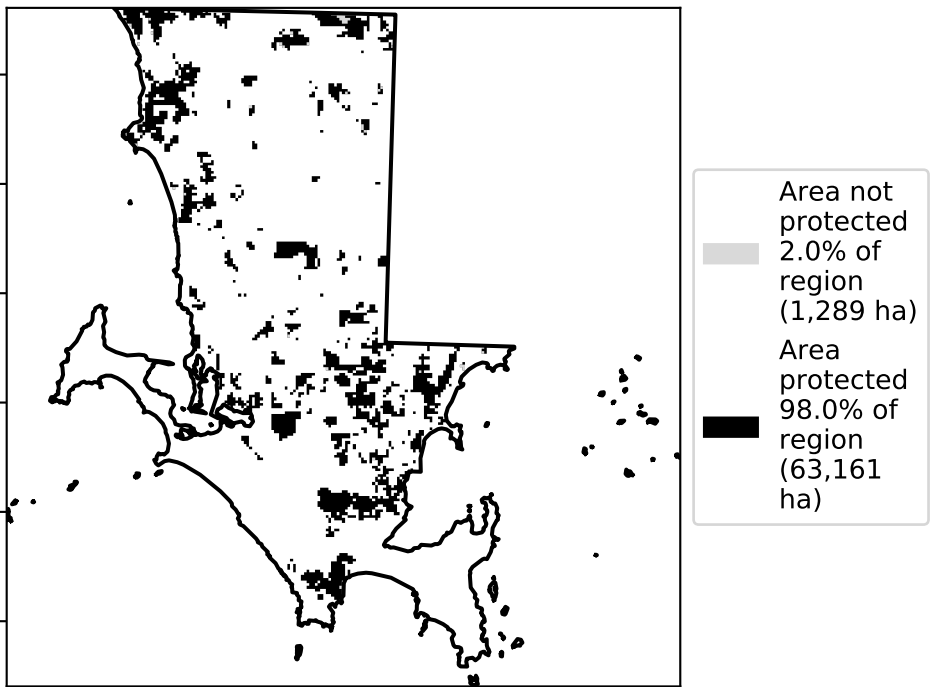 Area not
protected
2.0% of
region
(1,289 ha)
Area
protected
98.0% of
region
(63,161
ha)